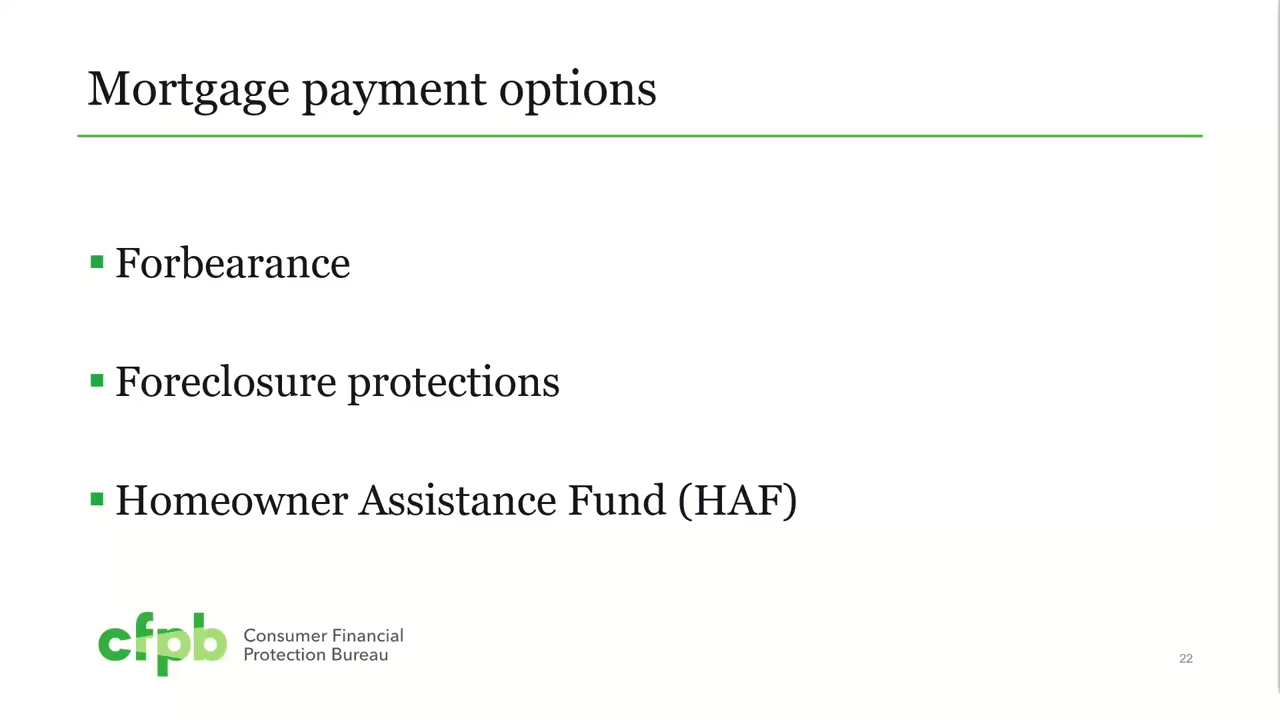 Mortgage payment options
Forbearance
Foreclosure protections
Homeowner Assistance Fund (HAF)
cfpb
Consumer Financial
Protection Bureau
22